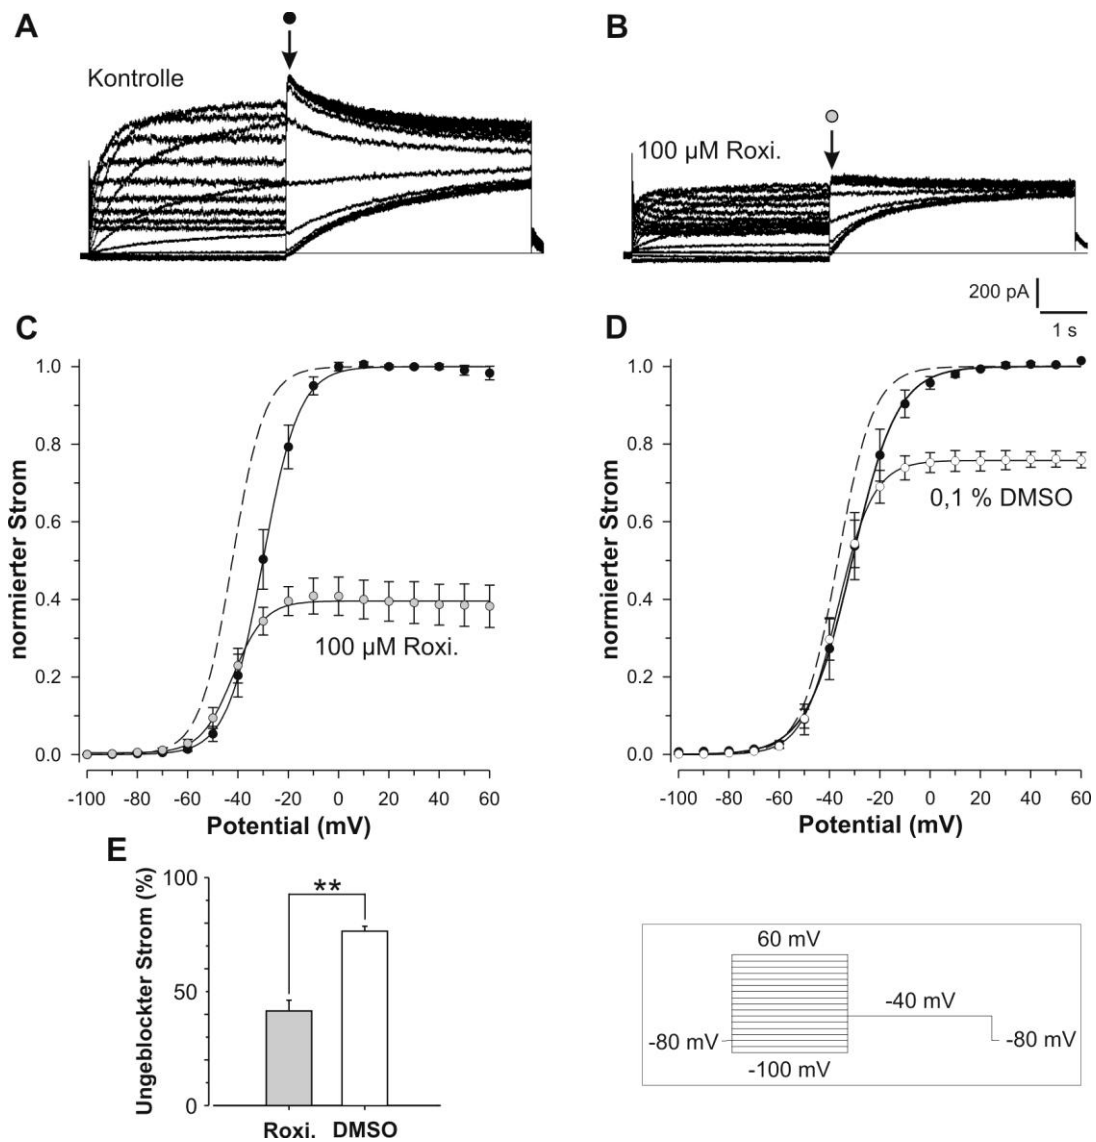 A
Kontrolle
B
100 µM Roxi.
200 pA
1 s
C
normierter Strom
1.0
0.8
0.6
0.4
0.2
0.0
100 µM Roxi.
-100 -80 -60 -40 -20 0 20 40 60
Potential (mV)
D
normierter Strom
1.0
0.8
0.6
0.4
0.2
0.0
0,1 % DMSO
-100 -80 -60 -40 -20 0 20 40 60
Potential (mV)
E
Ungeblockter Strom (%)
100
50
0
**
Roxi. DMSO
60 mV
-40 mV
-80 mV
-80 mV
-100 mV